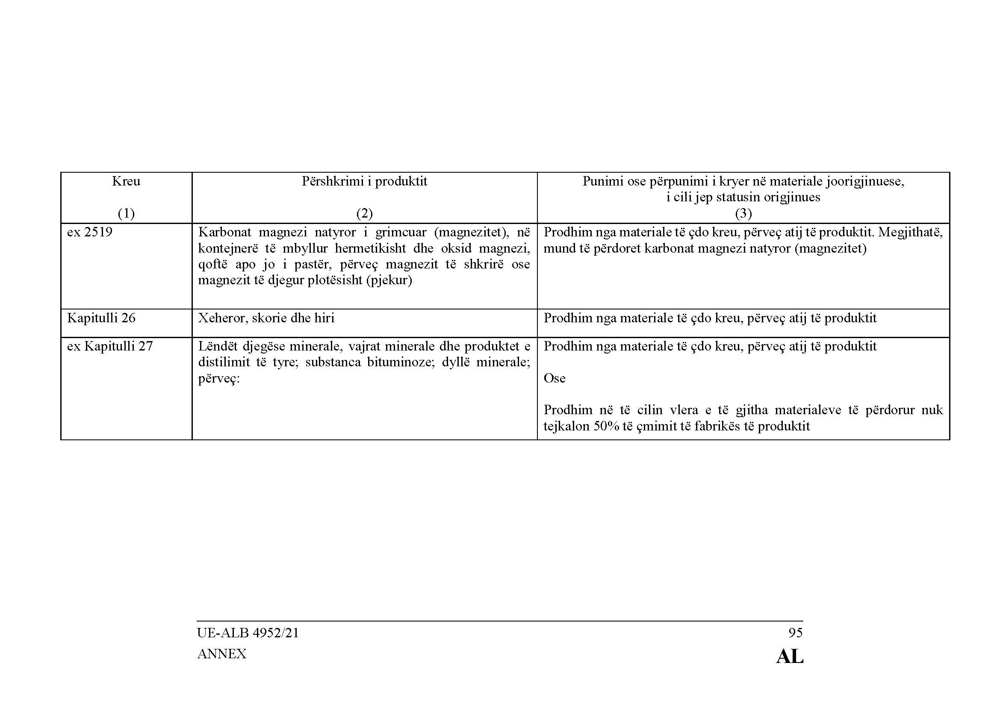 Kreu
(1)
Përshkrimi i produktit
(2)
Punimi ose përpunimi i kryer në materiale joorigjinuese,
i cili jep statusin origjinues
(3)
ex 2519
Karbonat magnezi natyror i grimcuar (magnezitet), në
kontejnerë të mbyllur hermetikisht dhe oksid magnezi,
qoftë apo jo i pastër, përveç magnezit të shkrirë ose
magnezit të djegur plotësisht (pjekur)
Prodhim nga materiale të çdo kreu, përveç atij të produktit. Megjithatë,
mund të përdoret karbonat magnezi natyror (magnezitet)
Kapitulli 26
Xeheror, skorie dhe hiri
Prodhim nga materiale të çdo kreu, përveç atij të produktit
ex Kapitulli 27
Lëndët djegëse minerale, vajrat minerale dhe produktet e
distilimit të tyre; substanca bituminoze; dyllë minerale;
përveç:
Prodhim nga materiale të çdo kreu, përveç atij të produktit
Ose
Prodhim në të cilin vlera e të gjitha materialeve të përdorur nuk
tejkalon 50% të çmimit të fabrikës të produktit
UE-ALB 4952/21
95
ANNEX
AL